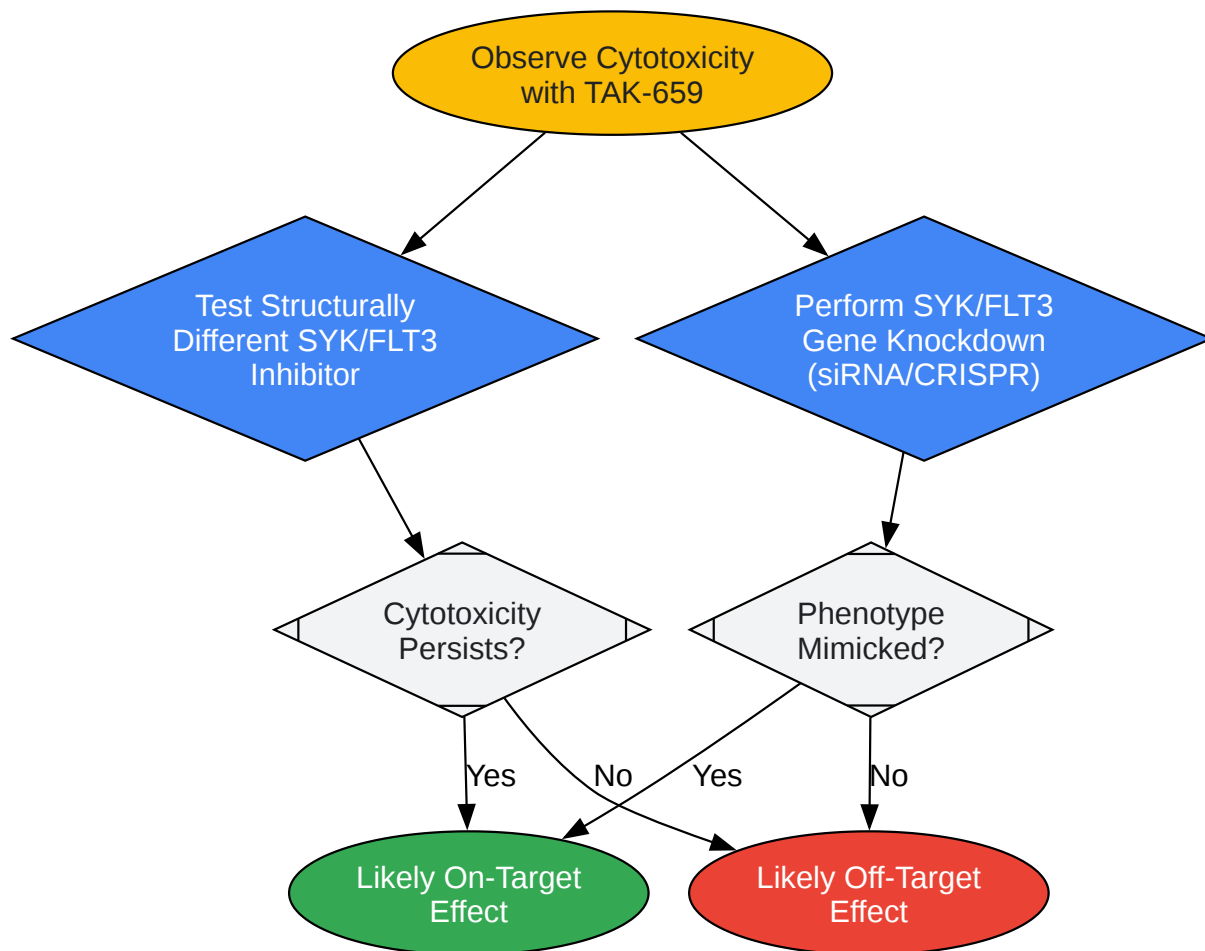 Observe Cytotoxicity
with TAK-659
Test Structurally
Different SYK/FLT3
Inhibitor
Perform SYK/FLT3
Gene Knockdown
(siRNA/CRISPR)
Cytotoxicity
Persists?
Phenotype
Mimicked?
Yes
No
Yes
No
Likely On-Target
Effect
Likely Off-Target
Effect